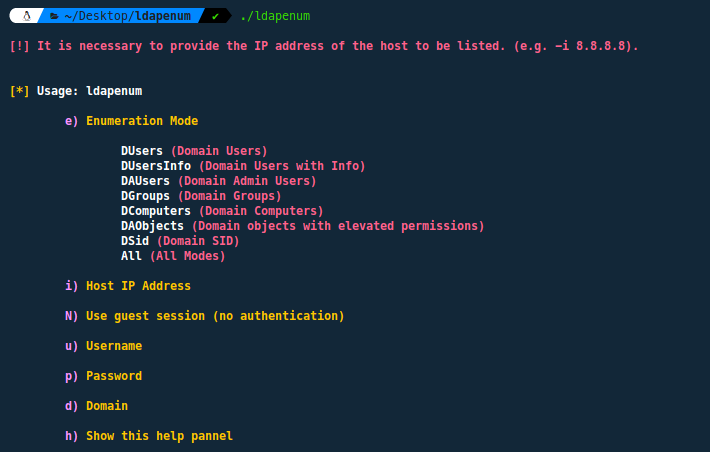 ~/Desktop/ldapenum ✔ ./ldapenum
[!] It is necessary to provide the IP address of the host to be listed. (e.g. −i 8.8.8.8).
[*] Usage: ldapenum
e) Enumeration Mode
DUsers (Domain Users)
DUsersInfo (Domain Users with Info)
DAUsers (Domain Admin Users)
DGroups (Domain Groups)
DComputers (Domain Computers)
DAObjects (Domain objects with elevated permissions)
DSid (Domain SID)
All (All Modes)
i) Host IP Address
N) Use guest session (no authentication)
u) Username
p) Password
d) Domain
h) Show this help pannel